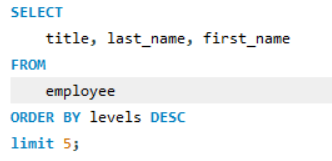 SELECT
title, last_name, first_name
FROM
employee
ORDER BY levels DESC
limit 5;